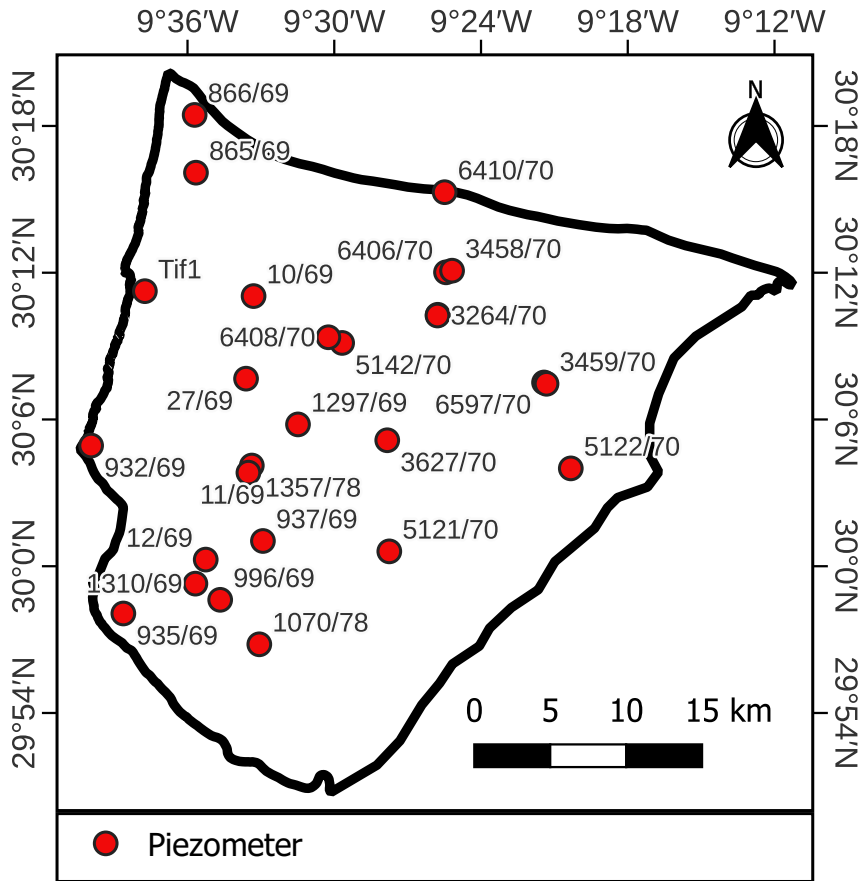 9°36′W 9°30′W 9°24′W 9°18′W 9°12′W
N
866/69
30°18′N 30°18′N
865/69
6410/70
6406/70 3458/70
Tif1 10/69
30°12′N 30°12′N
3264/70
6408/70
5142/70 3459/70
27/69 1297/69 6597/70
30°6′N 30°6′N
5122/70
932/69 3627/70
11/69 1357/78
937/69
12/69 5121/70
30°0′N 30°0′N
1310/69 996/69
935/69 1070/78
29°54′N 29°54′N
0 5 10 15 km
Piezometer